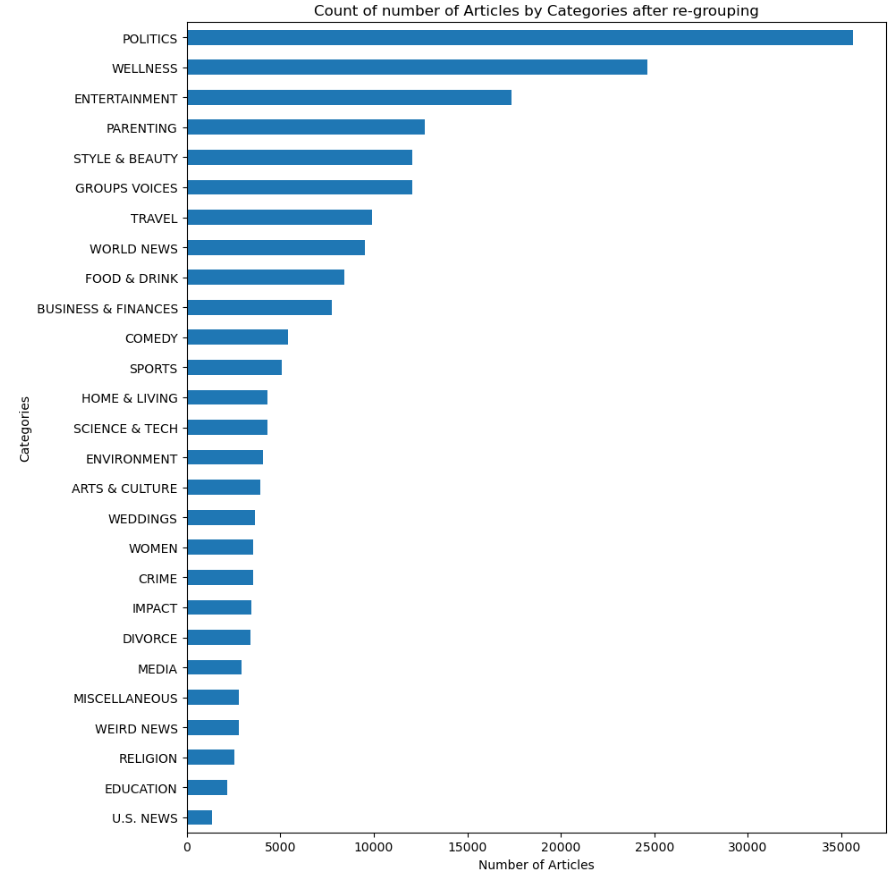 Count of number of Articles by Categories after re-grouping
POLITICS
WELLNESS
ENTERTAINMENT
PARENTING
STYLE & BEAUTY
GROUPS VOICES
TRAVEL
WORLD NEWS
FOOD & DRINK
BUSINESS & FINANCES
COMEDY
SPORTS
HOME & LIVING
SCIENCE & TECH
ENVIRONMENT
ARTS & CULTURE
WEDDINGS
WOMEN
CRIME
IMPACT
DIVORCE
MEDIA
MISCELLANEOUS
WEIRD NEWS
RELIGION
EDUCATION
U.S. NEWS
Categories
0 5000 10000 15000 20000 25000 30000 35000
Number of Articles